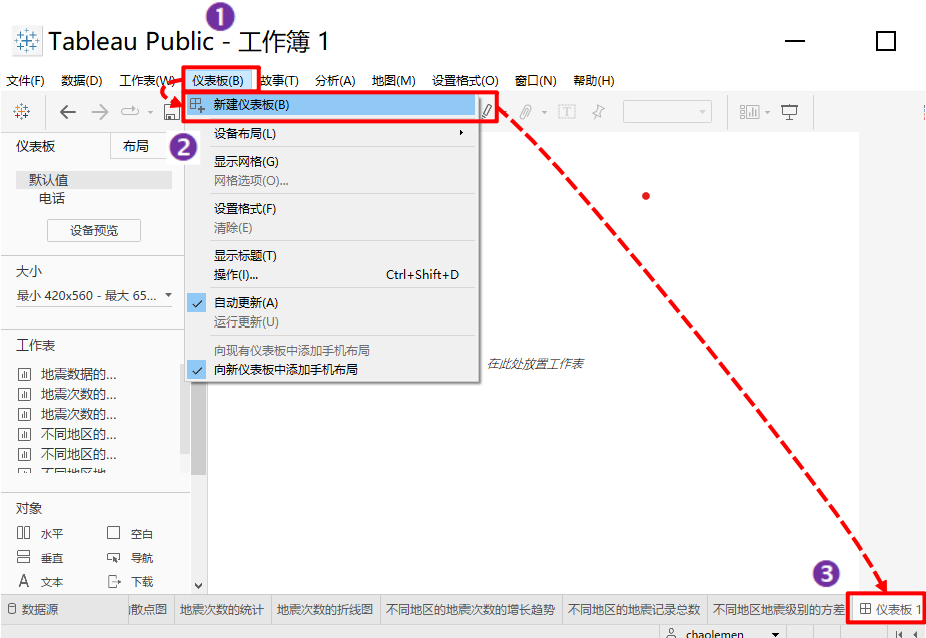 1
Tableau Public - 工作簿 1
文件(F) 数据(D) 工作表(W) 仪表板(B) 故事(T) 分析(A) 地图(M) 设置格式(O) 窗口(N) 帮助(H)
新建仪表板(B)
仪表板 布局 2
设备布局(L)
显示网格(G)
默认值
网格选项(O)...
电话
设置格式(F)
设备预览
清除(E)
显示标题(T)
大小
操作(I)... Ctrl+Shift+D
最小 420x560 - 最大 65...
自动更新(A)
运行更新(U)
工作表
向现有仪表板中添加手机布局
向新仪表板中添加手机布局
在此处放置工作表
地震数据的...
地震次数的...
地震次数的...
不同地区的...
不同地区的...
不同地区地...
对象
水平 空白
垂直 导航
A 文本 下载
3
数据源 散点图 地震次数的统计 地震次数的折线图 不同地区的地震次数的增长趋势 不同地区的地震记录总数 不同地区地震级别的方差 仪表板 1
chaolemen